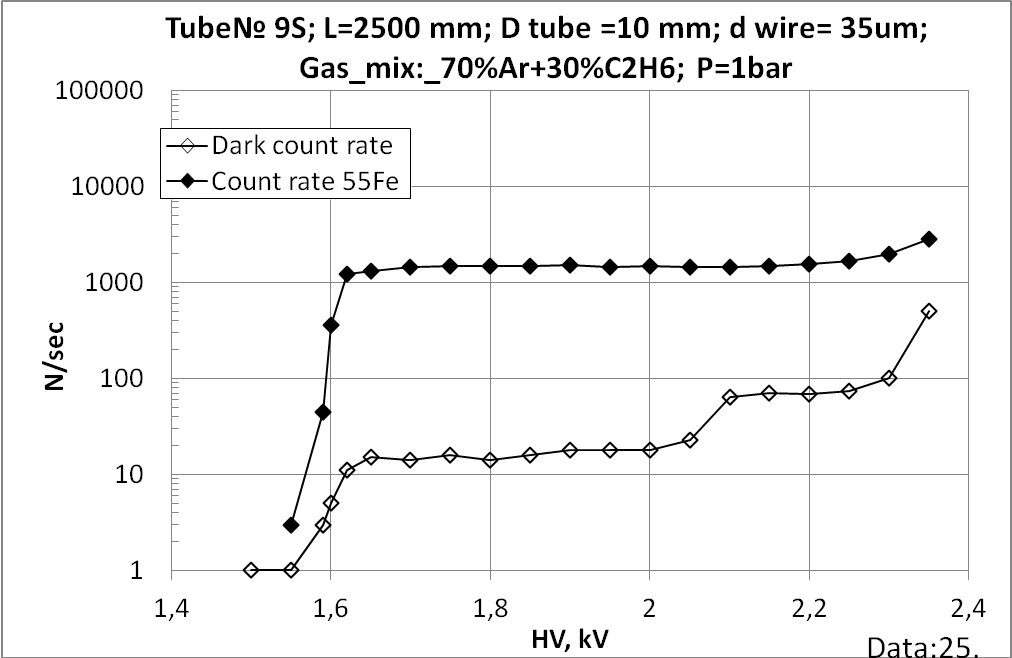 Tube№ 9S; L=2500 mm; D tube =10 mm; d wire= 35um;
Gas_mix:_70%Ar+30%C2H6; P=1bar
100000
10000
1000
100
10
1
Dark count rate
Count rate 55Fe
N/sec
1,4 1,6 1,8 2 2,2 2,4
HV, kV
Data:25.